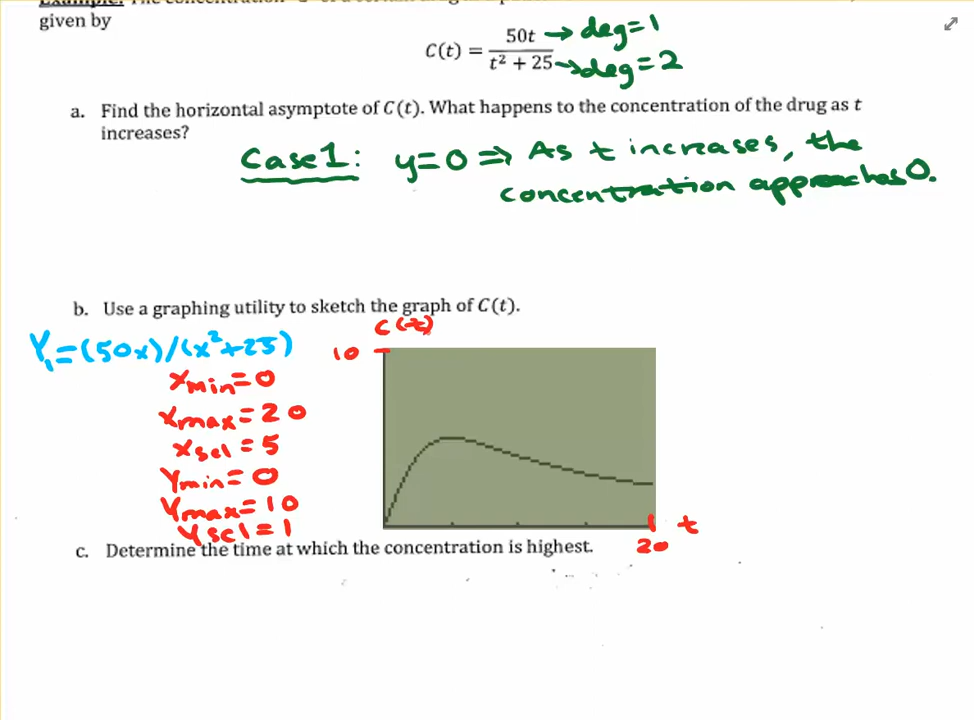 given by
C(t) = 50t / t² + 25
→ deg=1
→ deg=2
a. Find the horizontal asymptote of C(t). What happens to the concentration of the drug as t
increases?
Case 1: y=0 ⇒ As t increases, the
concentration approaches 0.
b. Use a graphing utility to sketch the graph of C(t).
Y₁=(50x)/(x²+25)
C(t)
10
xmin=0
xmax=20
xscl=5
Ymin=0
Ymax=10
Yscl=1
t
20
c. Determine the time at which the concentration is highest.